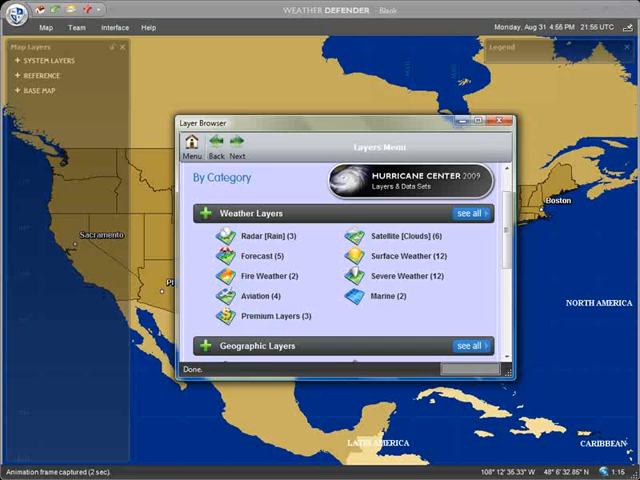 WEATHER DEFENDER - Blank
Map Team Interface Help
Monday, Aug 31 4:56 PM 21:56 UTC
Map Layers
Legend
+ SYSTEM LAYERS
+ REFERENCE
+ BASE MAP
Layer Browser
Menu Back Next
Layers Menu
By Category
HURRICANE CENTER 2009
Layers & Data Sets
Weather Layers
see all
Radar [Rain] (3)
Satellite [Clouds] (6)
Forecast (5)
Surface Weather (12)
Fire Weather (2)
Severe Weather (12)
Aviation (4)
Marine (2)
Premium Layers (3)
Geographic Layers
see all
Done.
Sacramento
Ph
Boston
NORTH AMERICA
LATIN AMERICA
CARIBBEAN
Animation frame captured (2 sec).
108° 12' 35.33" W 48° 6' 32.85" N
1:15